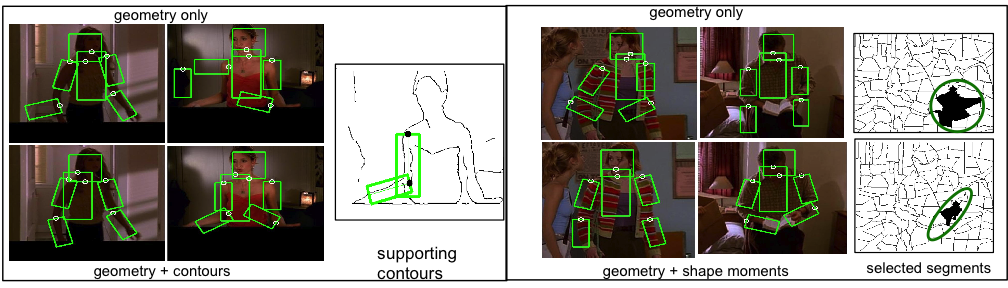 geometry only
geometry + contours
supporting
contours
geometry only
geometry + shape moments
selected segments